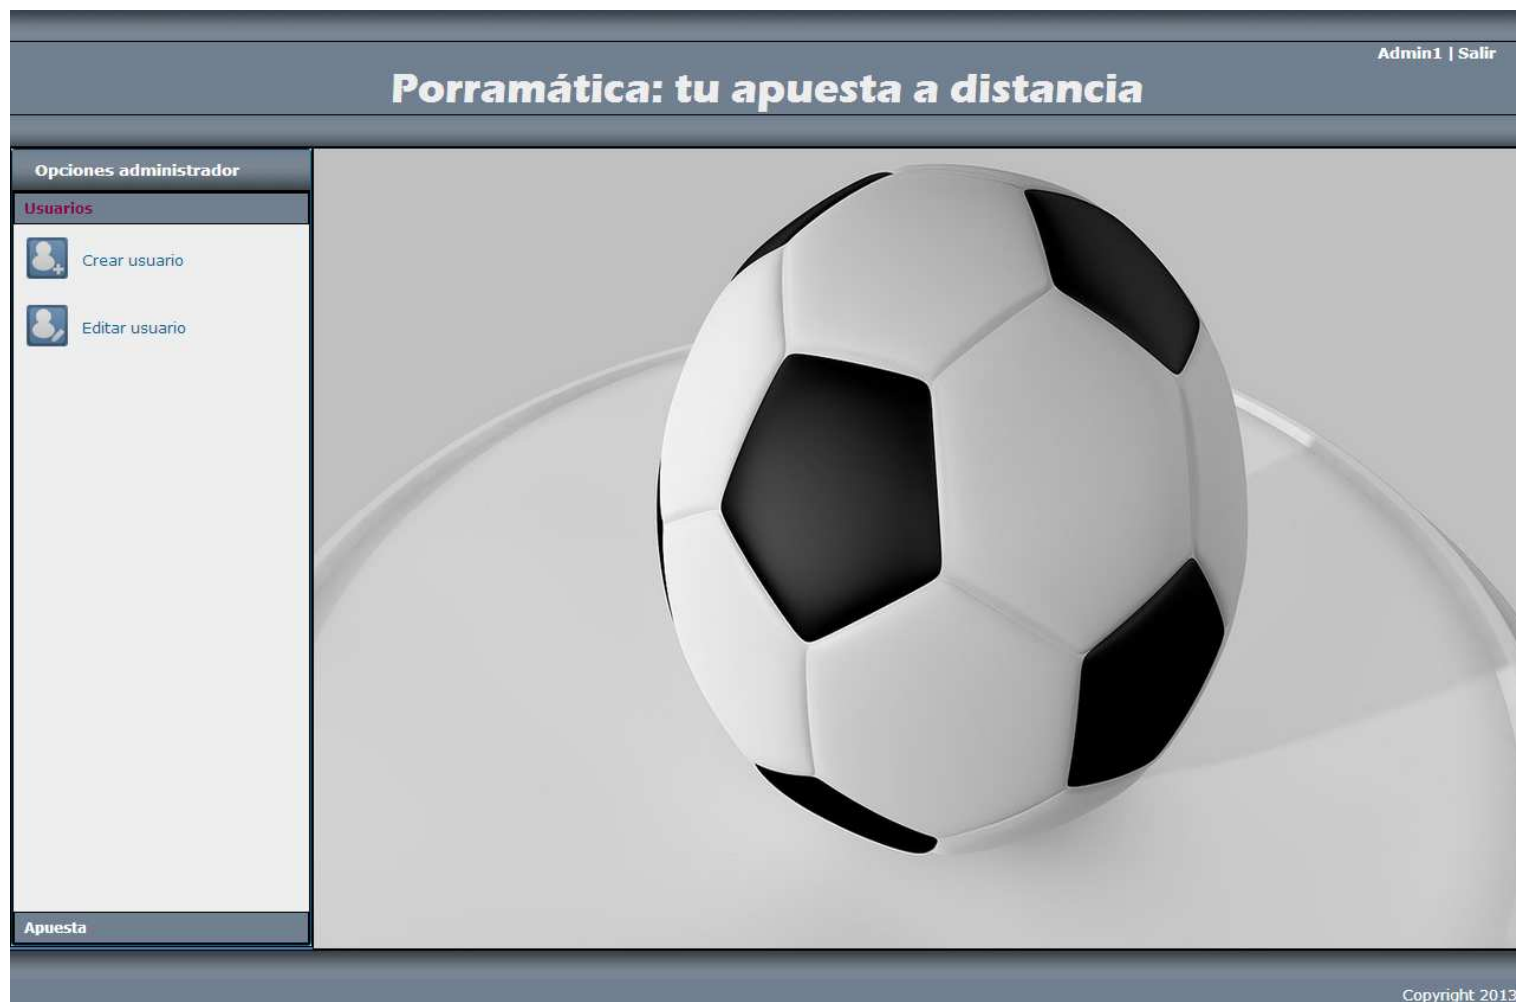 Admin1 | Salir
Porramática: tu apuesta a distancia
Opciones administrador
Usuarios
Crear usuario
Editar usuario
Apuesta
Copyright 2013